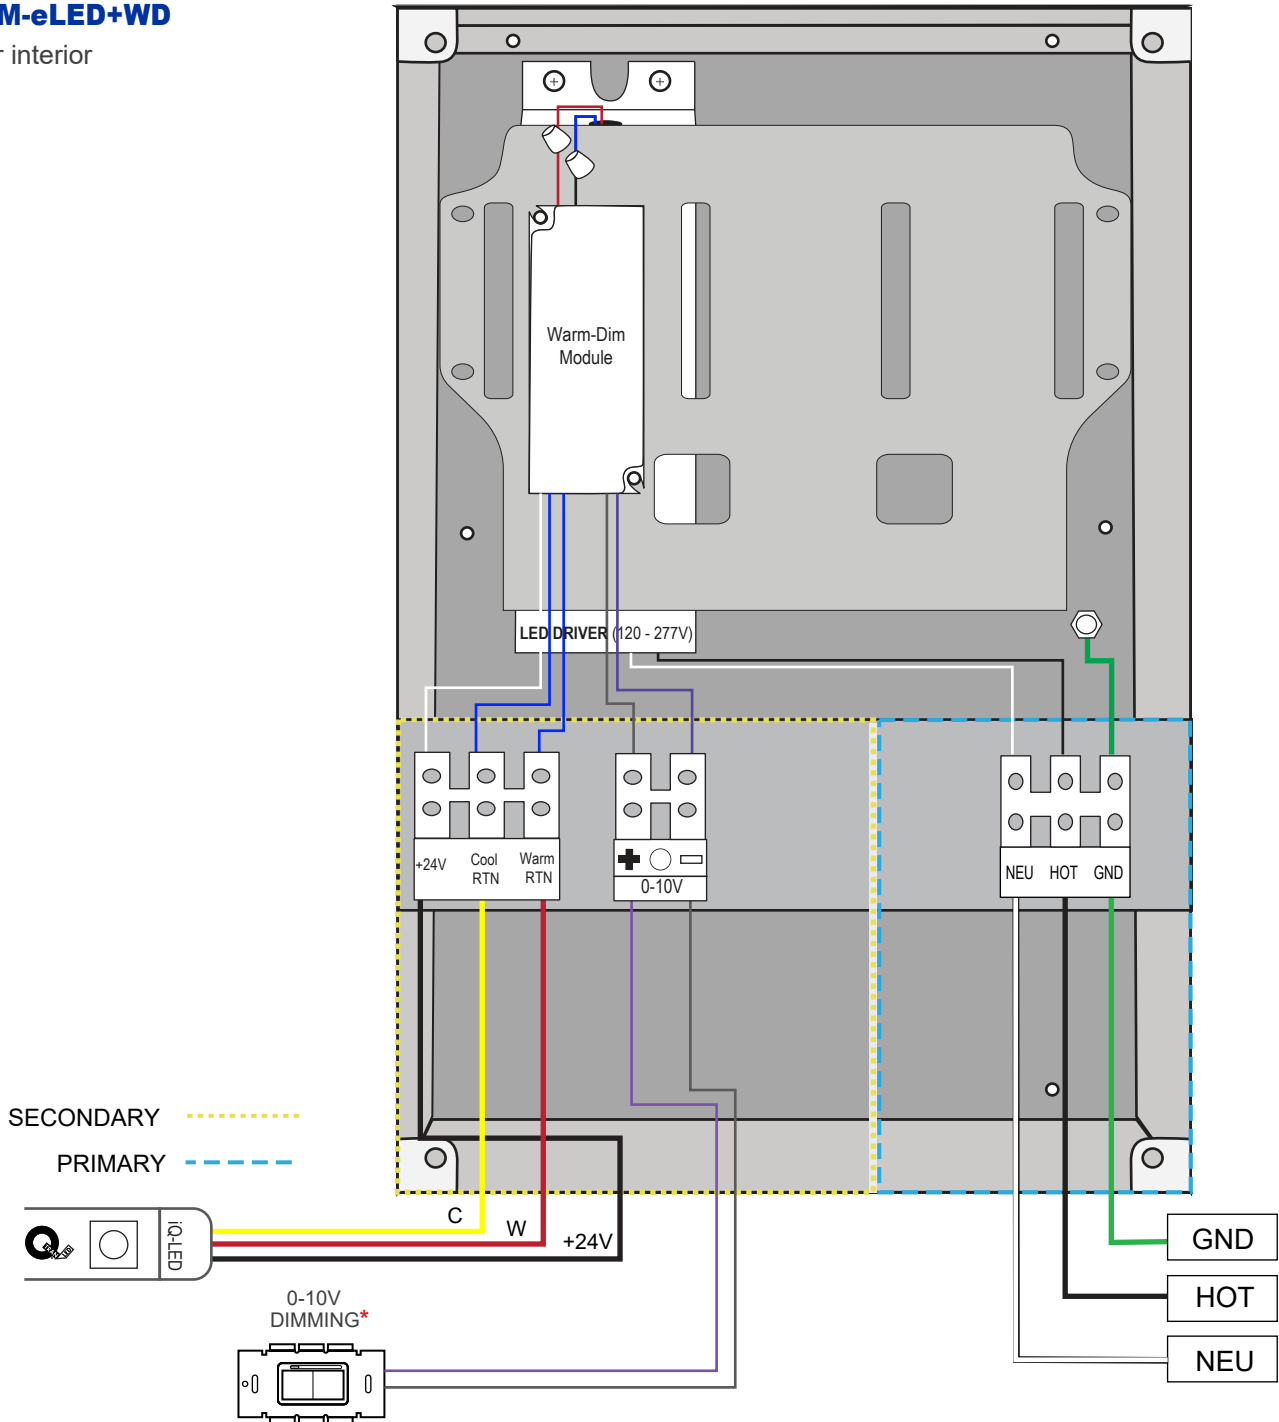 M-eLED+WD
r interior
Warm-Dim
Module
LED DRIVER (120 - 277V)
+24V
Cool
RTN
Warm
RTN
0-10V
NEU HOT GND
SECONDARY
PRIMARY
iQ-LED
C
W
+24V
0-10V
DIMMING*
GND
HOT
NEU